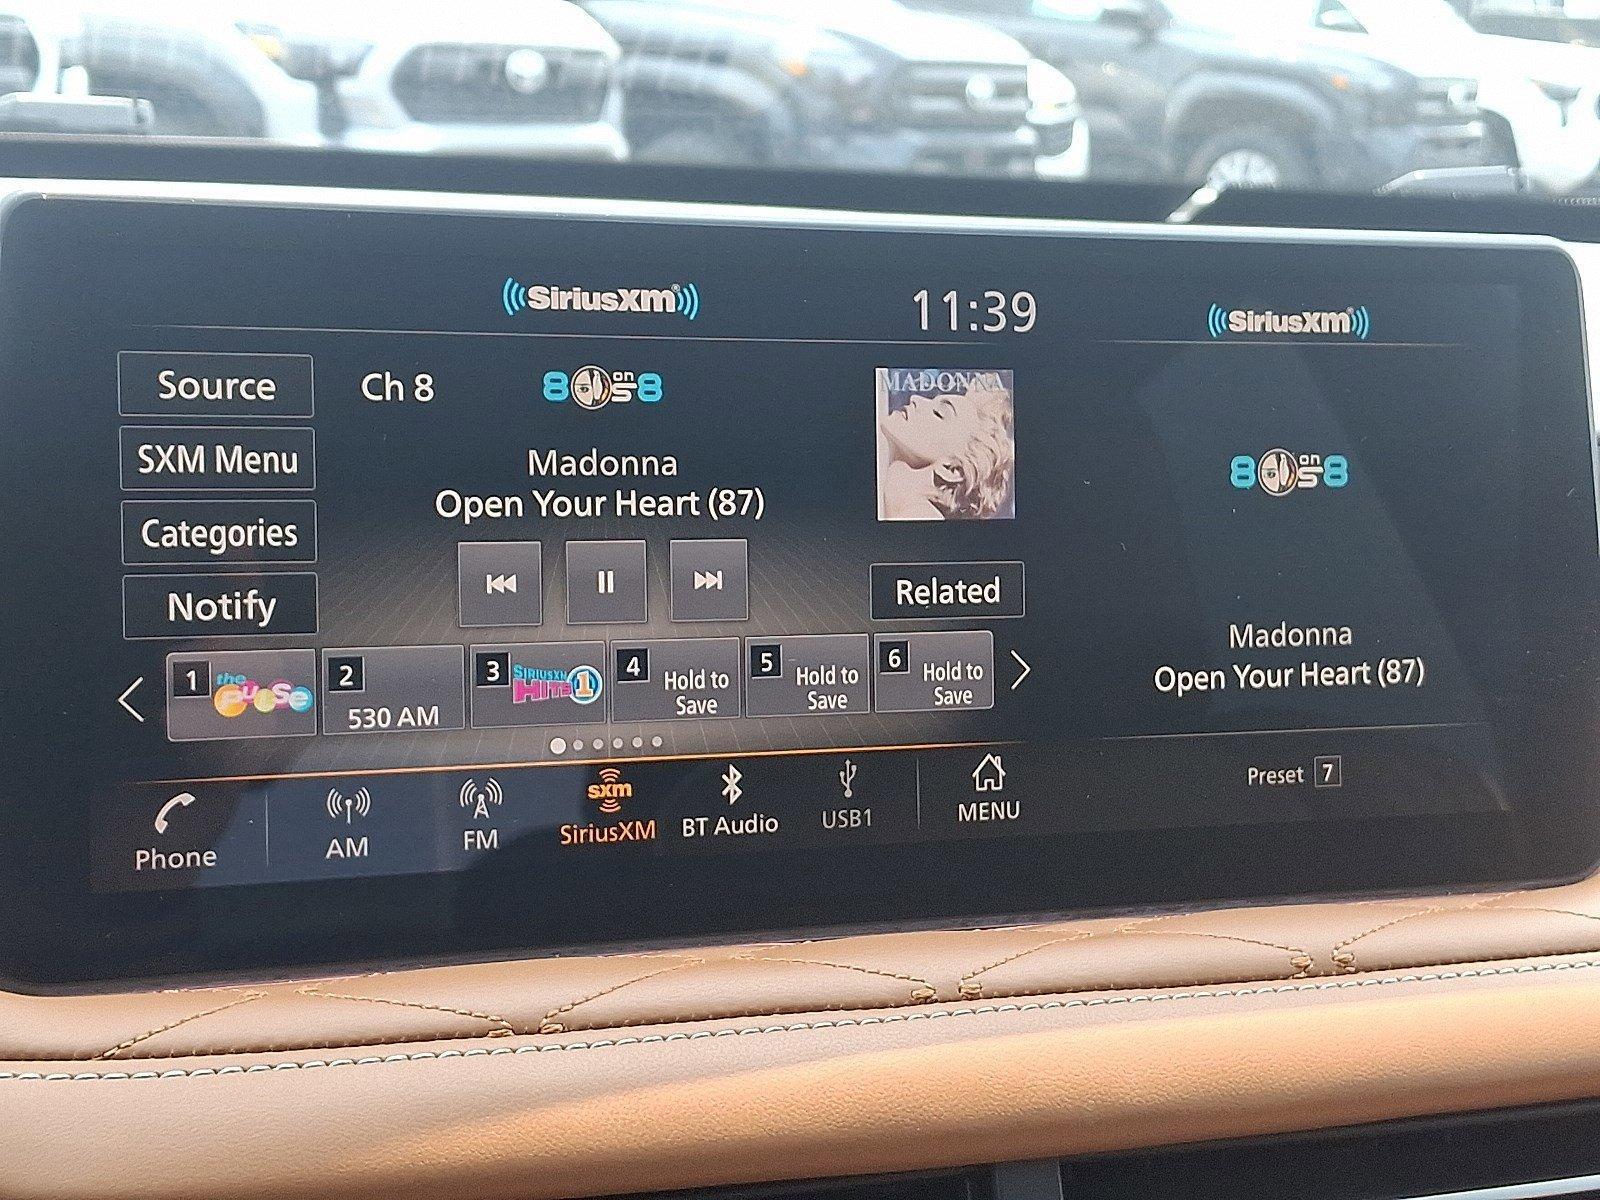 SiriusXM
11:39
SiriusXM
Source
Ch 8
80s on 8
MADONNA
SXM Menu
Madonna
Open Your Heart (87)
Categories
Notify
Related
80s on 8
Madonna
Open Your Heart (87)
1 the Pulse
2 530 AM
3 SIRIUSXM HITS 1
4 Hold to Save
5 Hold to Save
6 Hold to Save
Preset 7
Phone
AM
FM
sxm
SiriusXM
BT Audio
USB1
MENU